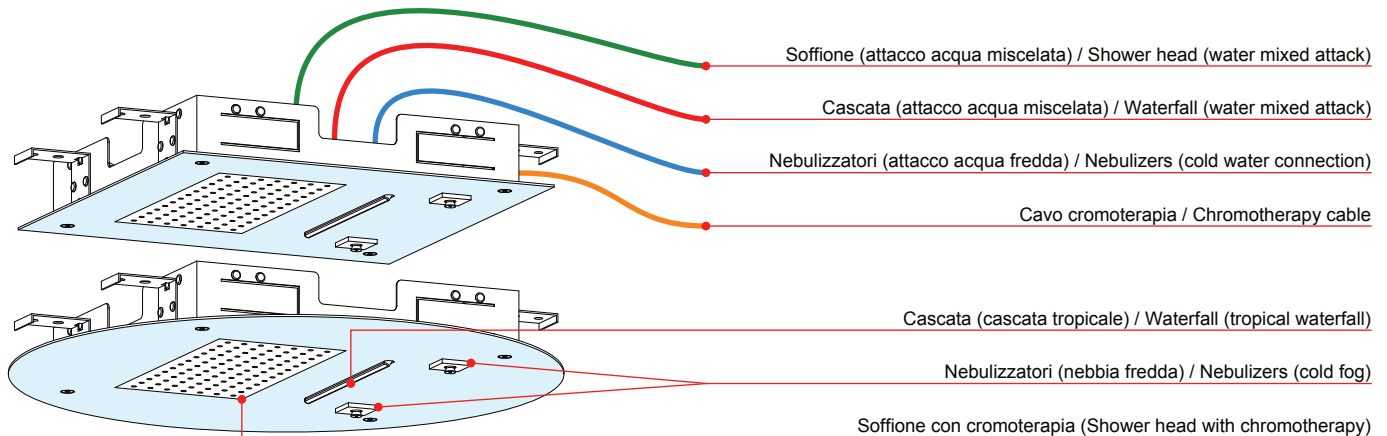 Soffione (attacco acqua miscelata) / Shower head (water mixed attack)
Cascata (attacco acqua miscelata) / Waterfall (water mixed attack)
Nebulizzatori (attacco acqua fredda) / Nebulizers (cold water connection)
Cavo cromoterapia / Chromotherapy cable
Cascata (cascata tropicale) / Waterfall (tropical waterfall)
Nebulizzatori (nebbia fredda) / Nebulizers (cold fog)
Soffione con cromoterapia (Shower head with chromotherapy)